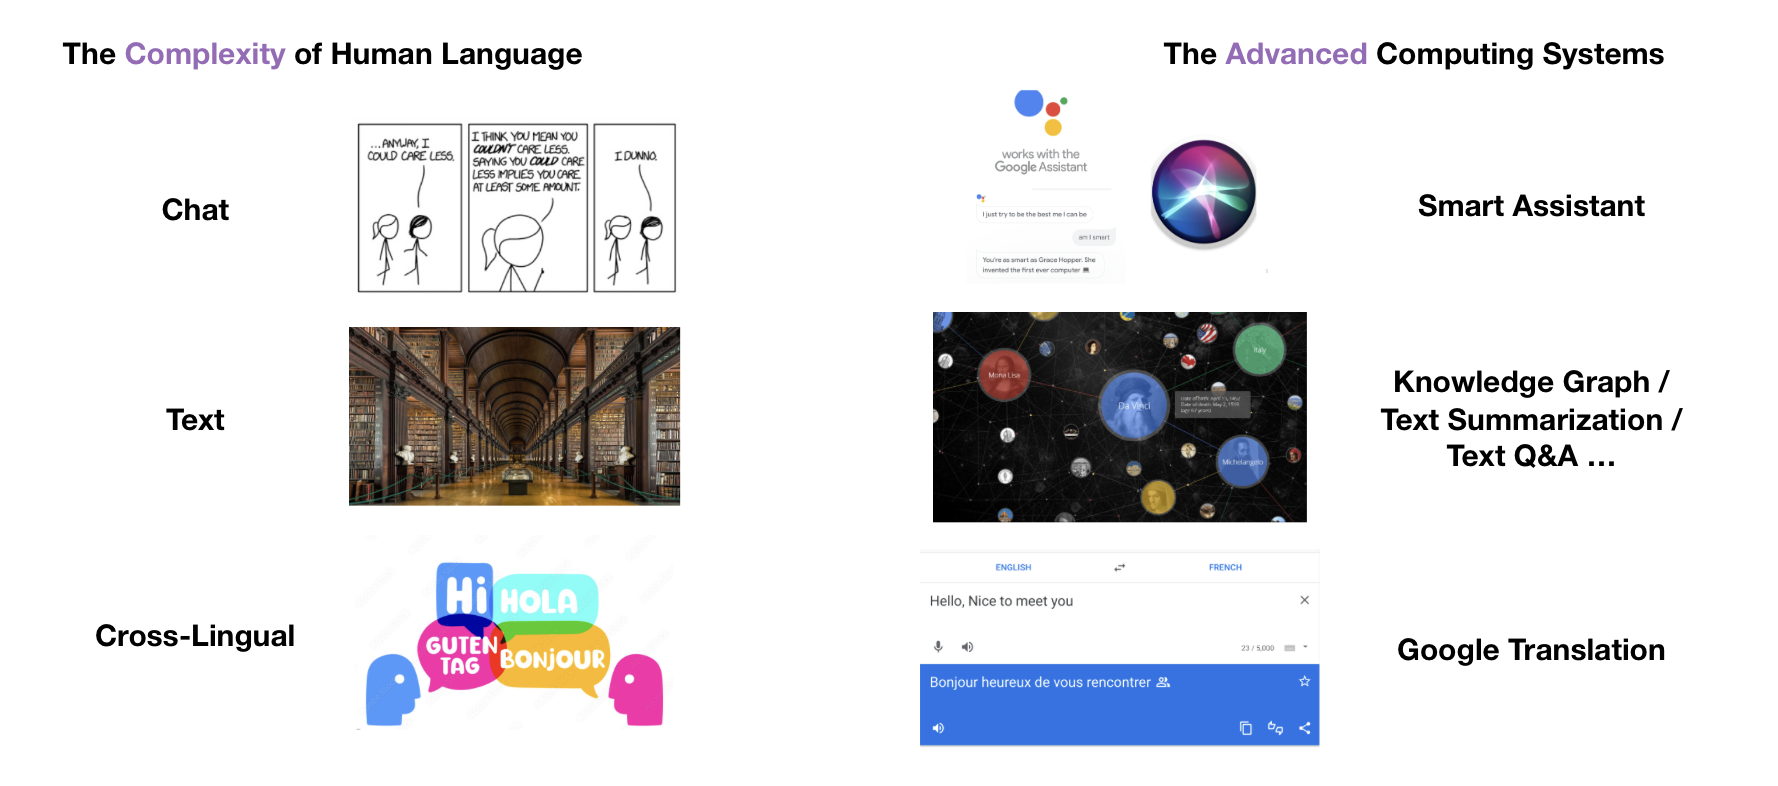 The Complexity of Human Language
The Advanced Computing Systems
Chat
...ANYWAY, I
COULD CARE LESS.
I THINK YOU MEAN YOU
COULDN'T CARE LESS.
SAYING YOU COULD CARE
LESS IMPLIES YOU CARE
AT LEAST SOME AMOUNT.
I DUNNO.
works with the
Google Assistant
I just try to be the best me I can be
am I smart
You're as smart as Grace Hopper. She
invented the first ever computer
Smart Assistant
Text
Mona Lisa
Da Vinci
Italy
Michelangelo
Knowledge Graph /
Text Summarization /
Text Q&A ...
Cross-Lingual
Hi
HOLA
GUTEN
TAG
BONjOUR
ENGLISH
FRENCH
Hello, Nice to meet you
23 / 5,000
Bonjour heureux de vous rencontrer
Google Translation